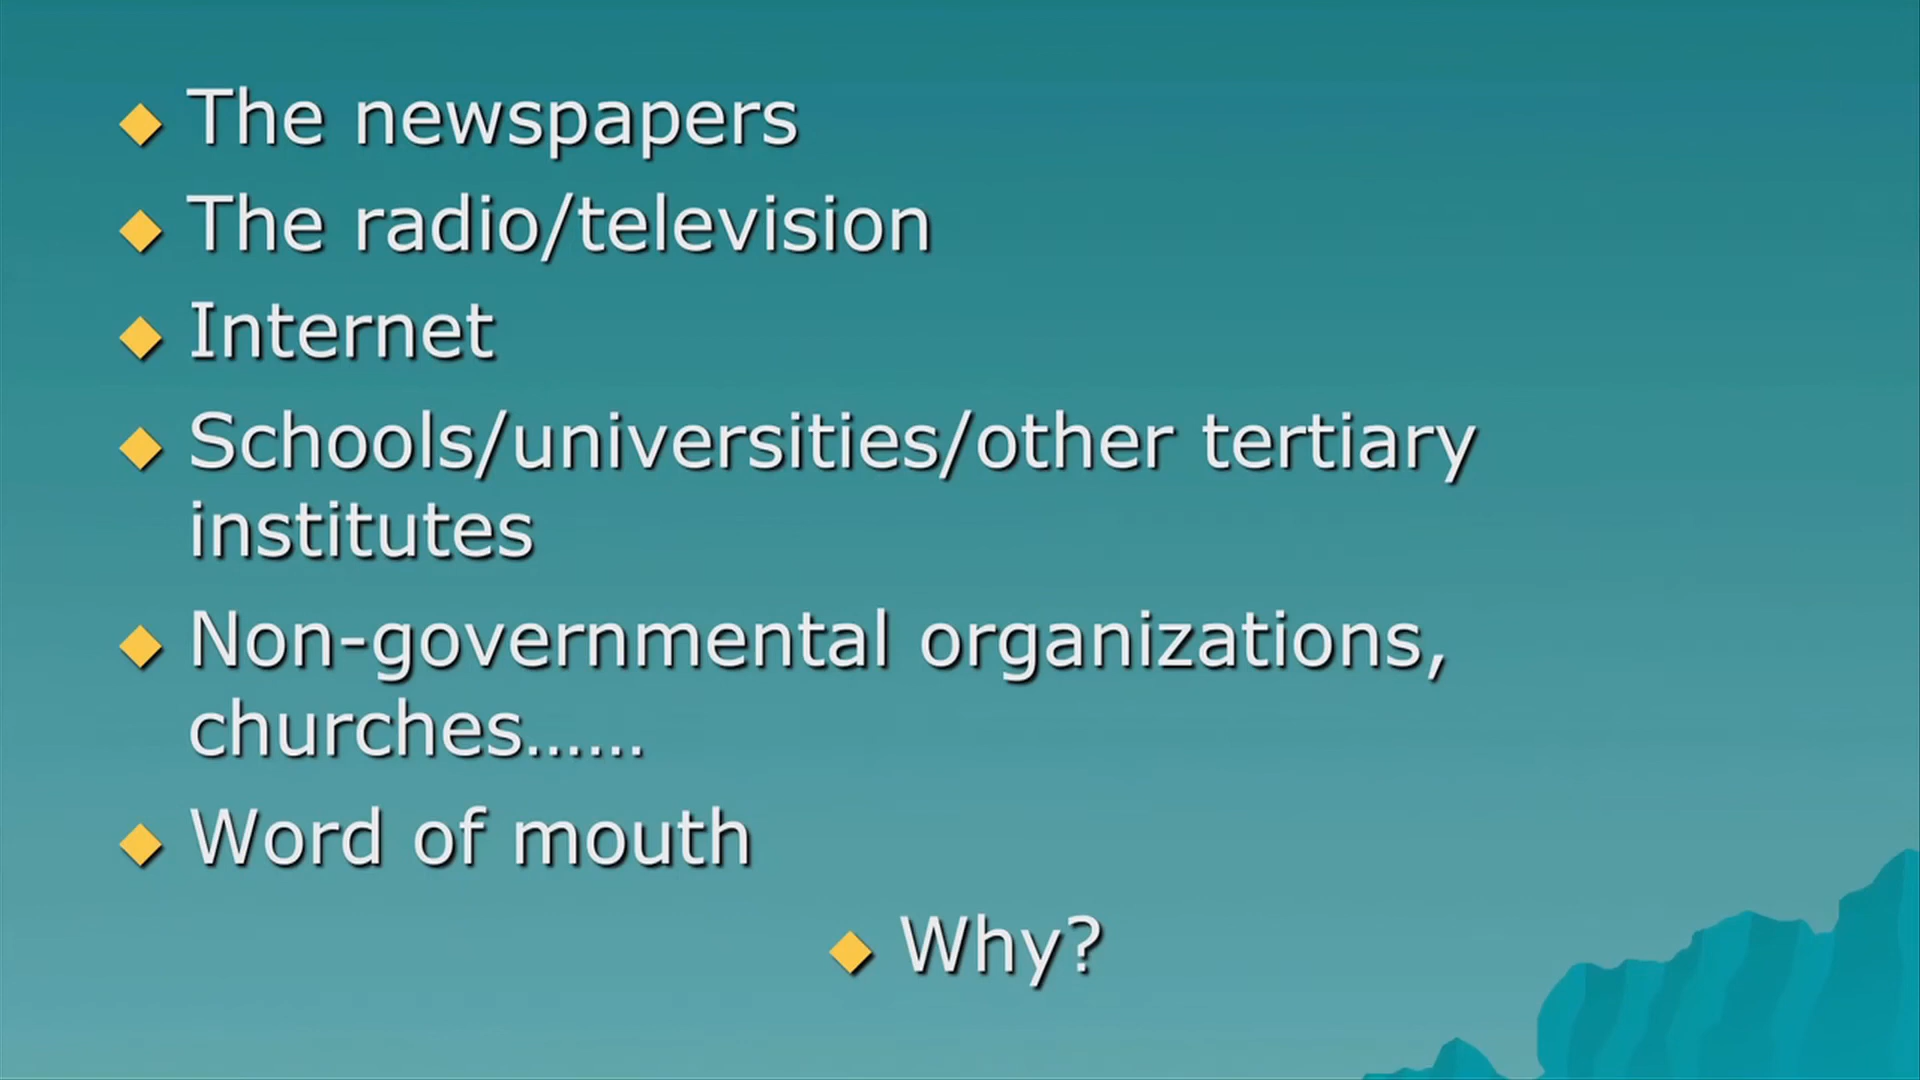 The newspapers
The radio/television
Internet
Schools/universities/other tertiary
institutes
Non-governmental organizations,
churches……
Word of mouth
Why?